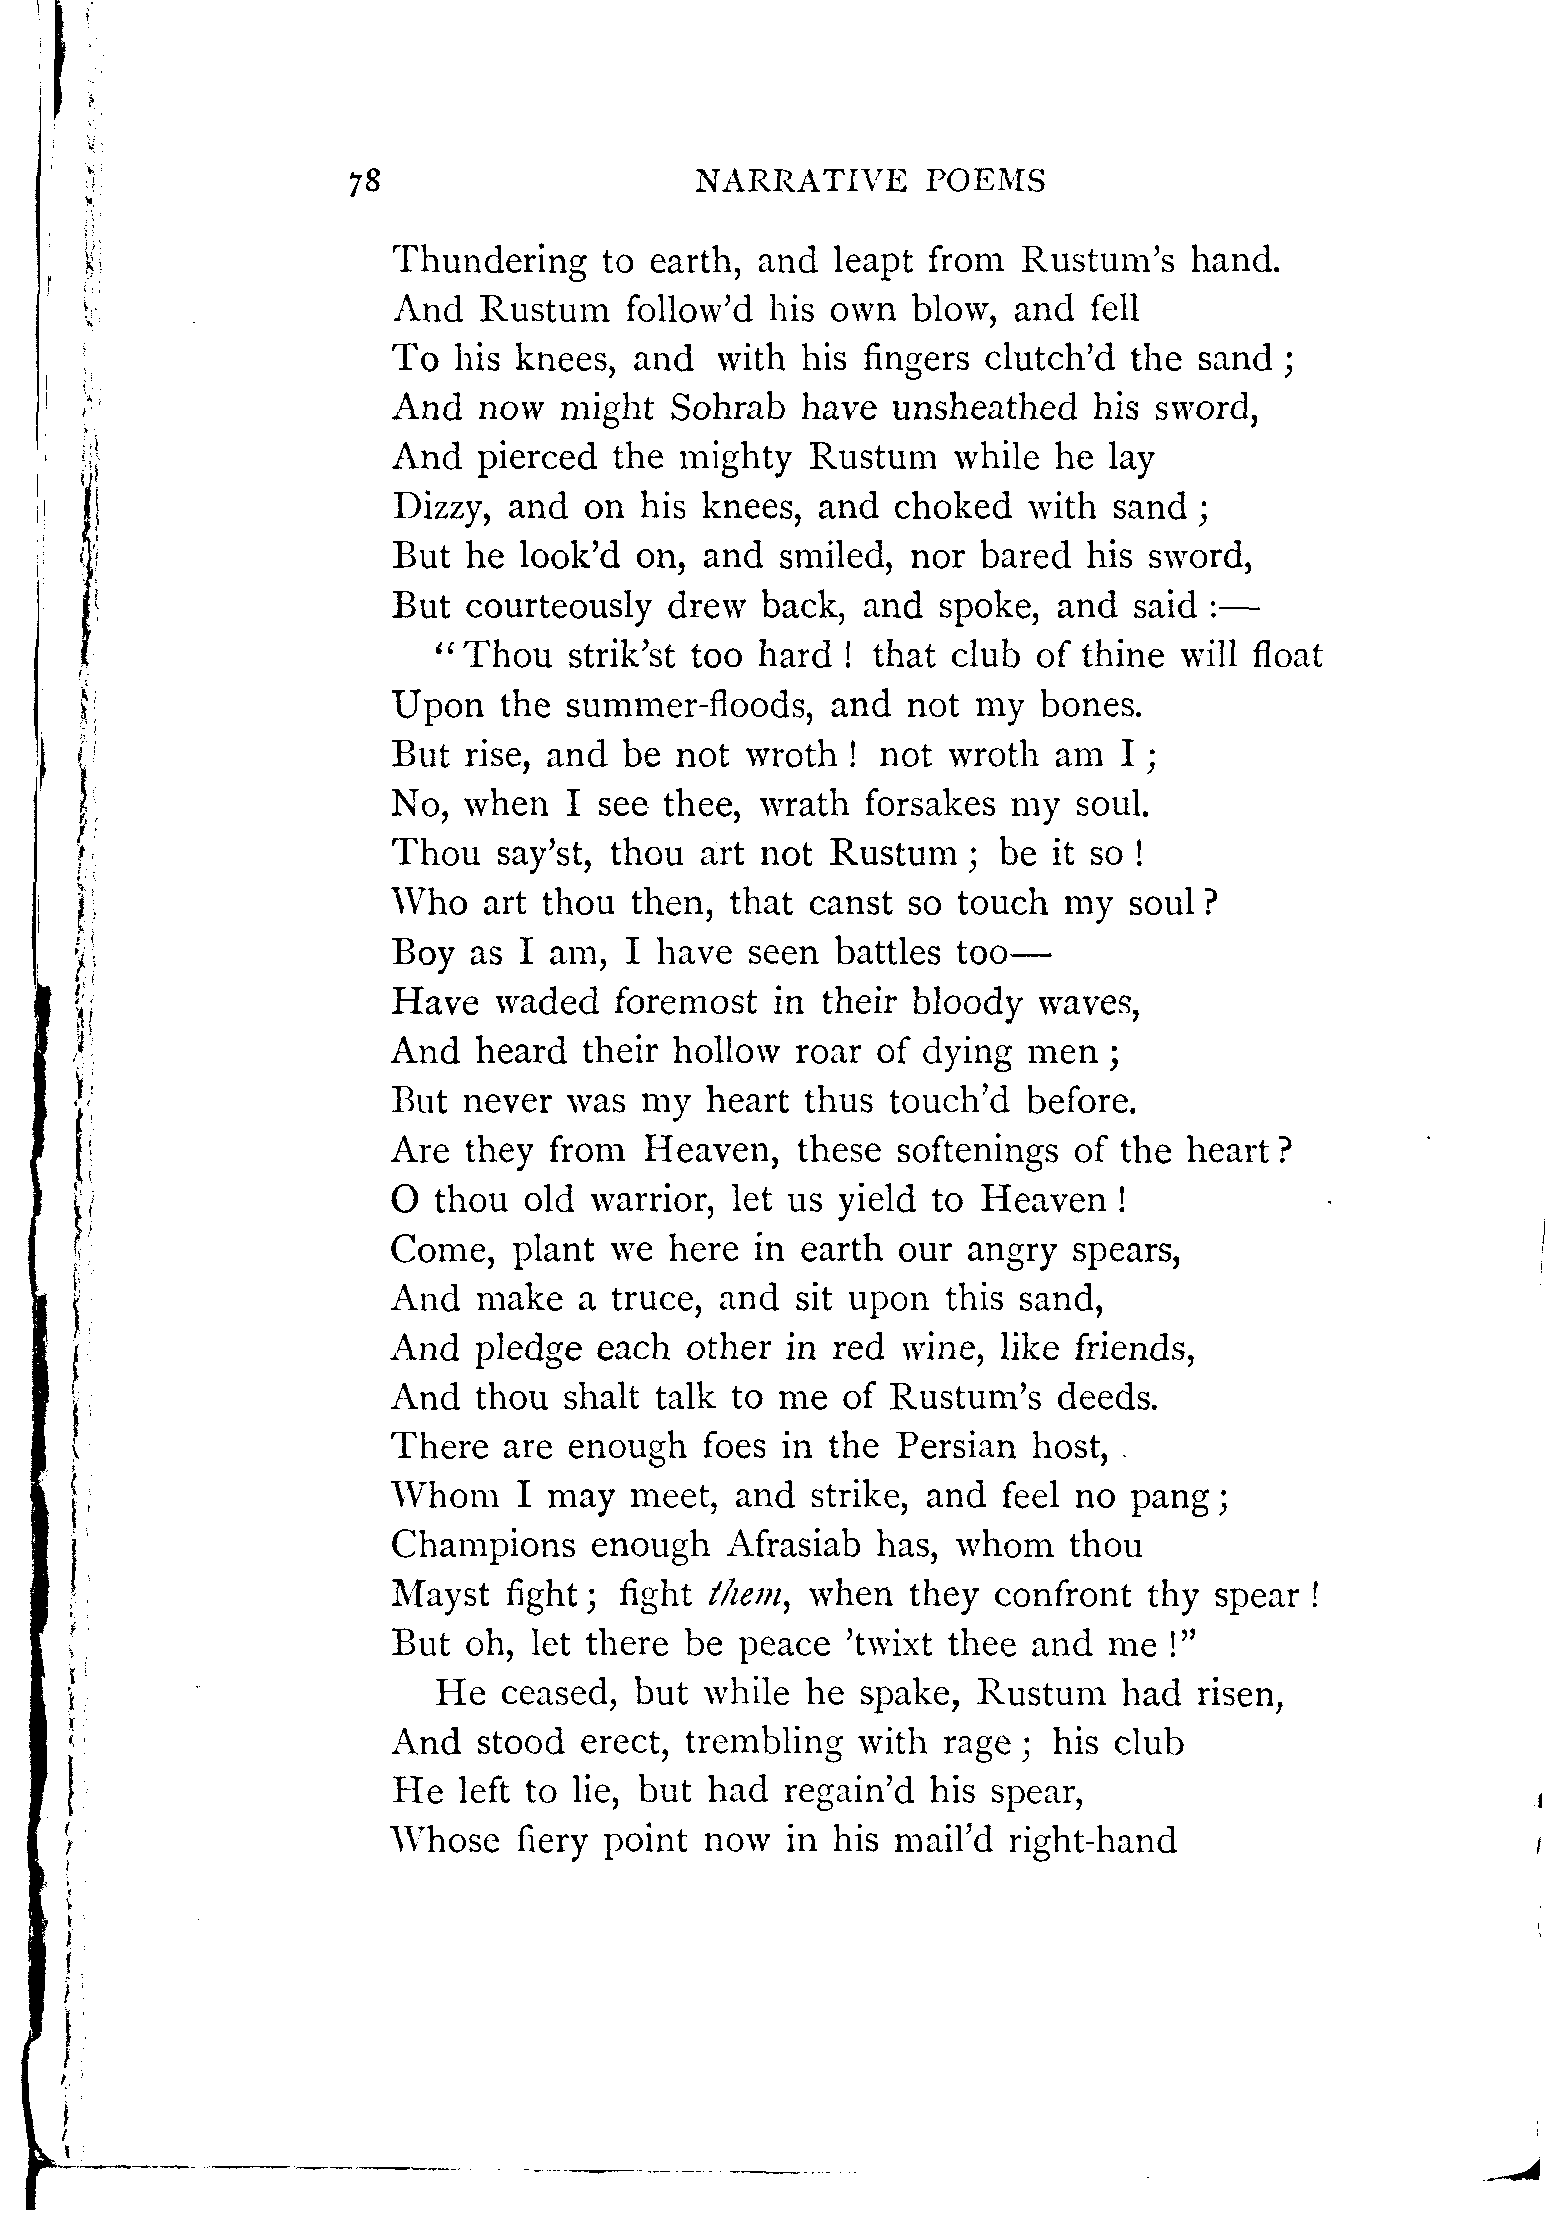 78 NARRATIVE POEMS
Thundering to earth, and leapt from Rustum's hand.
And Rustum follow'd his own blow, and fell
To his knees, and with his fingers clutch'd the sand ;
And now might Sohrab have unsheathed his sword,
And pierced the mighty Rustum while he lay
Dizzy, and on his knees, and choked with sand ;
But he look'd on, and smiled, nor bared his sword,
But courteously drew back, and spoke, and said :—
“Thou strik'st too hard ! that club of thine will float
Upon the summer-floods, and not my bones.
But rise, and be not wroth ! not wroth am I ;
No, when I see thee, wrath forsakes my soul.
Thou say'st, thou art not Rustum ; be it so !
Who art thou then, that canst so touch my soul ?
Boy as I am, I have seen battles too—
Have waded foremost in their bloody waves,
And heard their hollow roar of dying men ;
But never was my heart thus touch'd before.
Are they from Heaven, these softenings of the heart ?
O thou old warrior, let us yield to Heaven !
Come, plant we here in earth our angry spears,
And make a truce, and sit upon this sand,
And pledge each other in red wine, like friends,
And thou shalt talk to me of Rustum's deeds.
There are enough foes in the Persian host,
Whom I may meet, and strike, and feel no pang ;
Champions enough Afrasiab has, whom thou
Mayst fight ; fight them, when they confront thy spear !
But oh, let there be peace 'twixt thee and me !”
He ceased, but while he spake, Rustum had risen,
And stood erect, trembling with rage ; his club
He left to lie, but had regain'd his spear,
Whose fiery point now in his mail'd right-hand